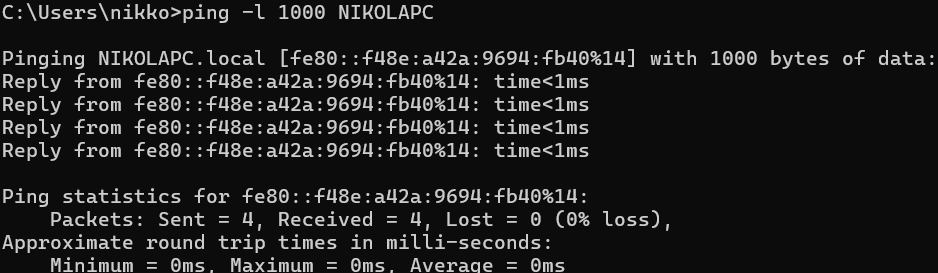 C:\Users\nikko>ping -l 1000 NIKOLAPC
Pinging NIKOLAPC.local [fe80::f48e:a42a:9694:fb40%14] with 1000 bytes of data:
Reply from fe80::f48e:a42a:9694:fb40%14: time<1ms
Reply from fe80::f48e:a42a:9694:fb40%14: time<1ms
Reply from fe80::f48e:a42a:9694:fb40%14: time<1ms
Reply from fe80::f48e:a42a:9694:fb40%14: time<1ms
Ping statistics for fe80::f48e:a42a:9694:fb40%14:
    Packets: Sent = 4, Received = 4, Lost = 0 (0% loss),
Approximate round trip times in milli-seconds:
    Minimum = 0ms, Maximum = 0ms, Average = 0ms